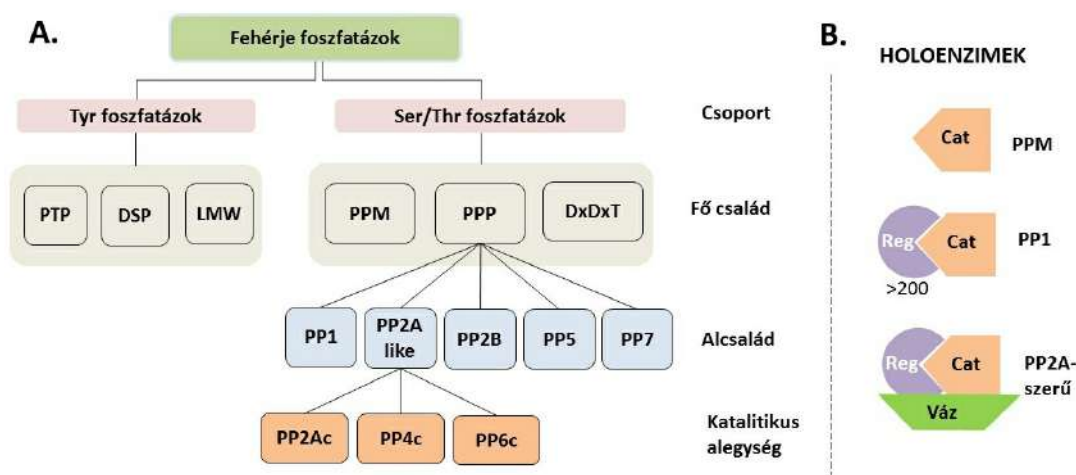 A.
Fehérje foszfatázok
Tyr foszfatázok
Ser/Thr foszfatázok
Csoport
PTP
DSP
LMW
PPM
PPP
DxDxT
Fő család
PP1
PP2A
like
PP2B
PP5
PP7
Alcsalád
PP2Ac
PP4c
PP6c
Katalitikus
alegység
B.
HOLOENZIMEK
Cat
PPM
Reg
Cat
PP1
>200
Reg
Cat
PP2A-
szerű
Váz